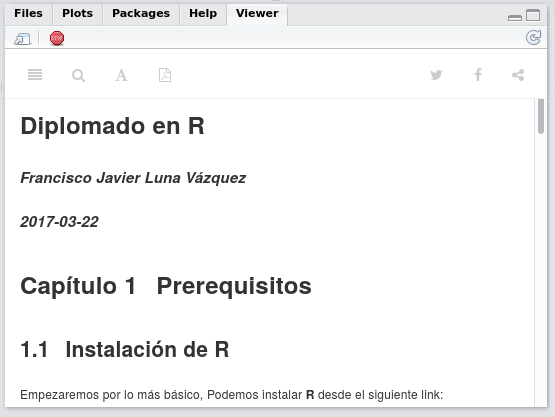 Files Plots Packages Help Viewer
STOP
A
Diplomado en R
Francisco Javier Luna Vázquez
2017-03-22
Capítulo 1 Prerequisitos
1.1 Instalación de R
Empezaremos por lo más básico, Podemos instalar R desde el siguiente link: